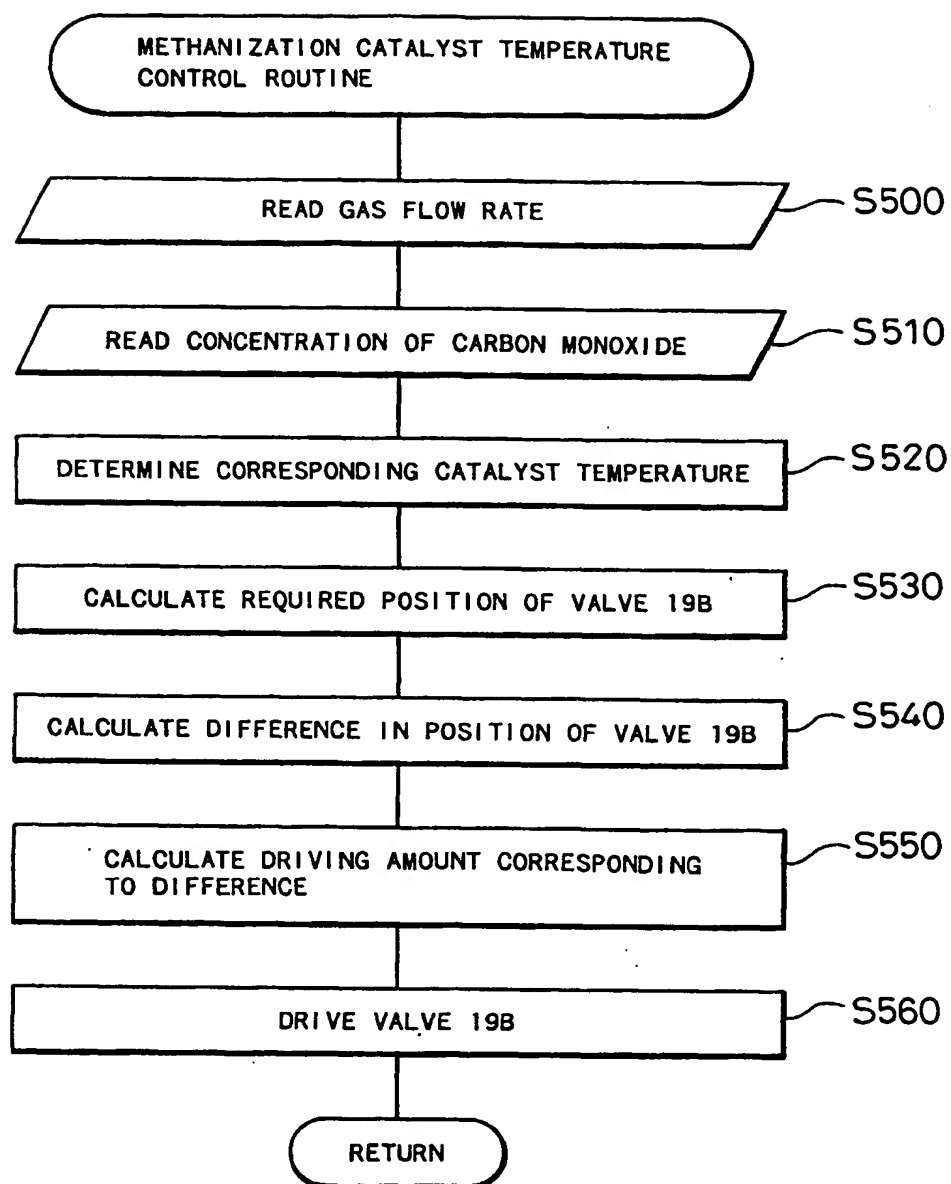 METHANIZATION CATALYST TEMPERATURE
CONTROL ROUTINE
READ GAS FLOW RATE
S500
READ CONCENTRATION OF CARBON MONOXIDE
S510
DETERMINE CORRESPONDING CATALYST TEMPERATURE
S520
CALCULATE REQUIRED POSITION OF VALVE 19B
S530
CALCULATE DIFFERENCE IN POSITION OF VALVE 19B
S540
CALCULATE DRIVING AMOUNT CORRESPONDING
TO DIFFERENCE
S550
DRIVE VALVE 19B
S560
RETURN